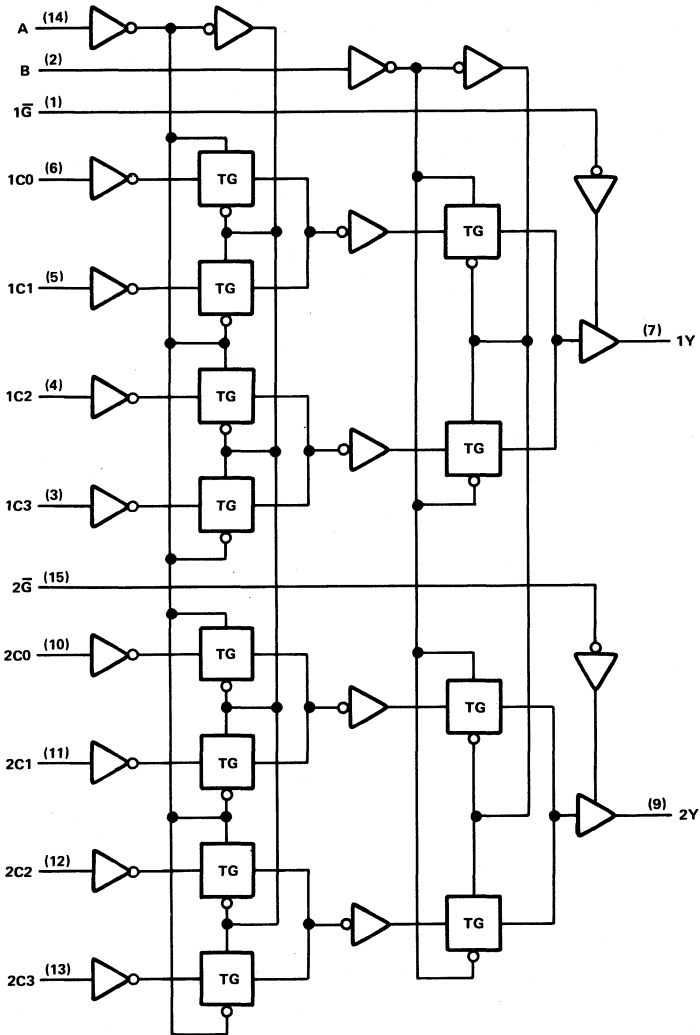 A (14)
B (2)
1G̅ (1)
1C0 (6) TG
TG
1C1 (5) TG
(7) 1Y
1C2 (4) TG
TG
1C3 (3) TG
2G̅ (15)
2C0 (10) TG
TG
2C1 (11) TG
(9) 2Y
2C2 (12) TG
TG
2C3 (13) TG